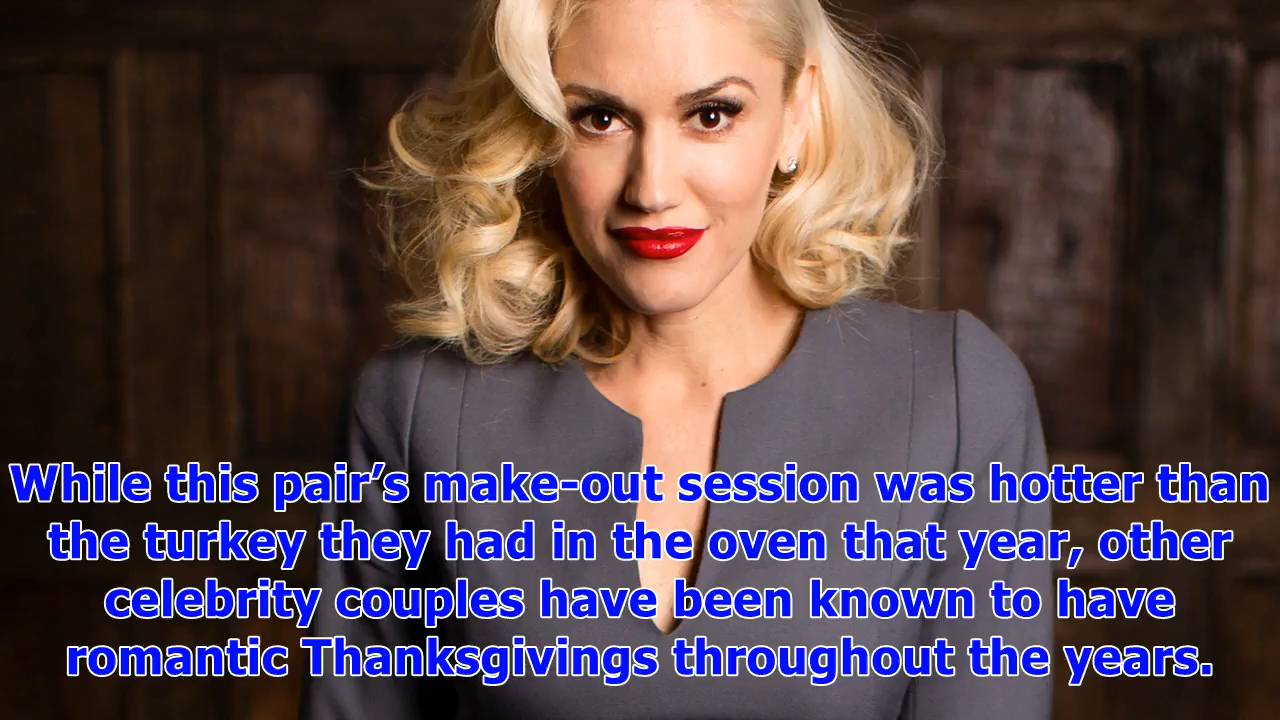 While this pair’s make-out session was hotter than
the turkey they had in the oven that year, other
celebrity couples have been known to have
romantic Thanksgivings throughout the years.